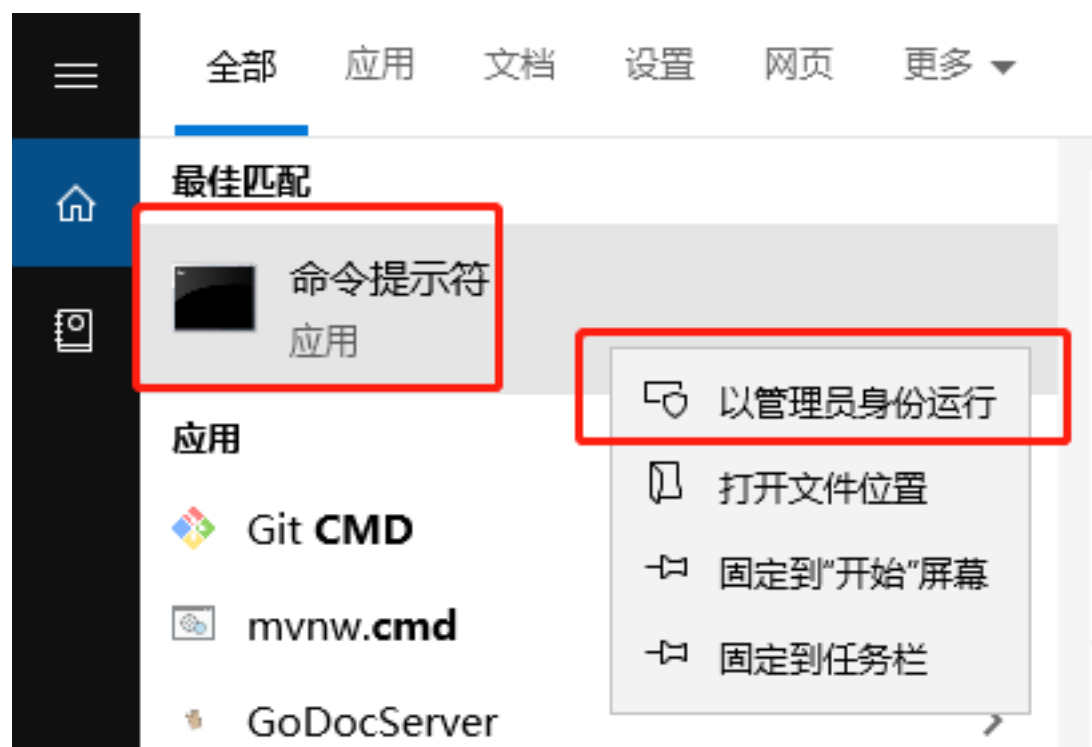 全部 应用 文档 设置 网页 更多
最佳匹配
命令提示符
应用
以管理员身份运行
打开文件位置
固定到“开始”屏幕
固定到任务栏
应用
Git CMD
mvnw.cmd
GoDocServer